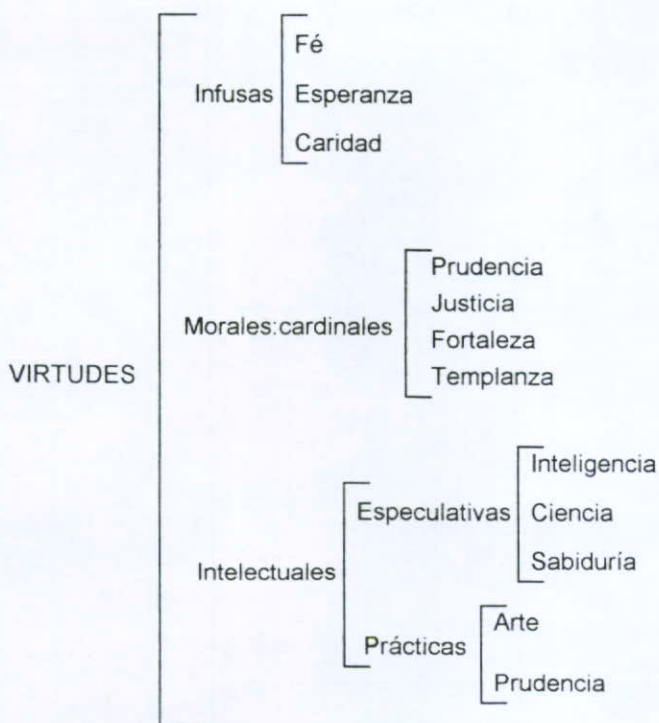 VIRTUDES
Infusas
Fé
Esperanza
Caridad
Morales:cardinales
Prudencia
Justicia
Fortaleza
Templanza
Intelectuales
Especulativas
Inteligencia
Ciencia
Sabiduría
Prácticas
Arte
Prudencia